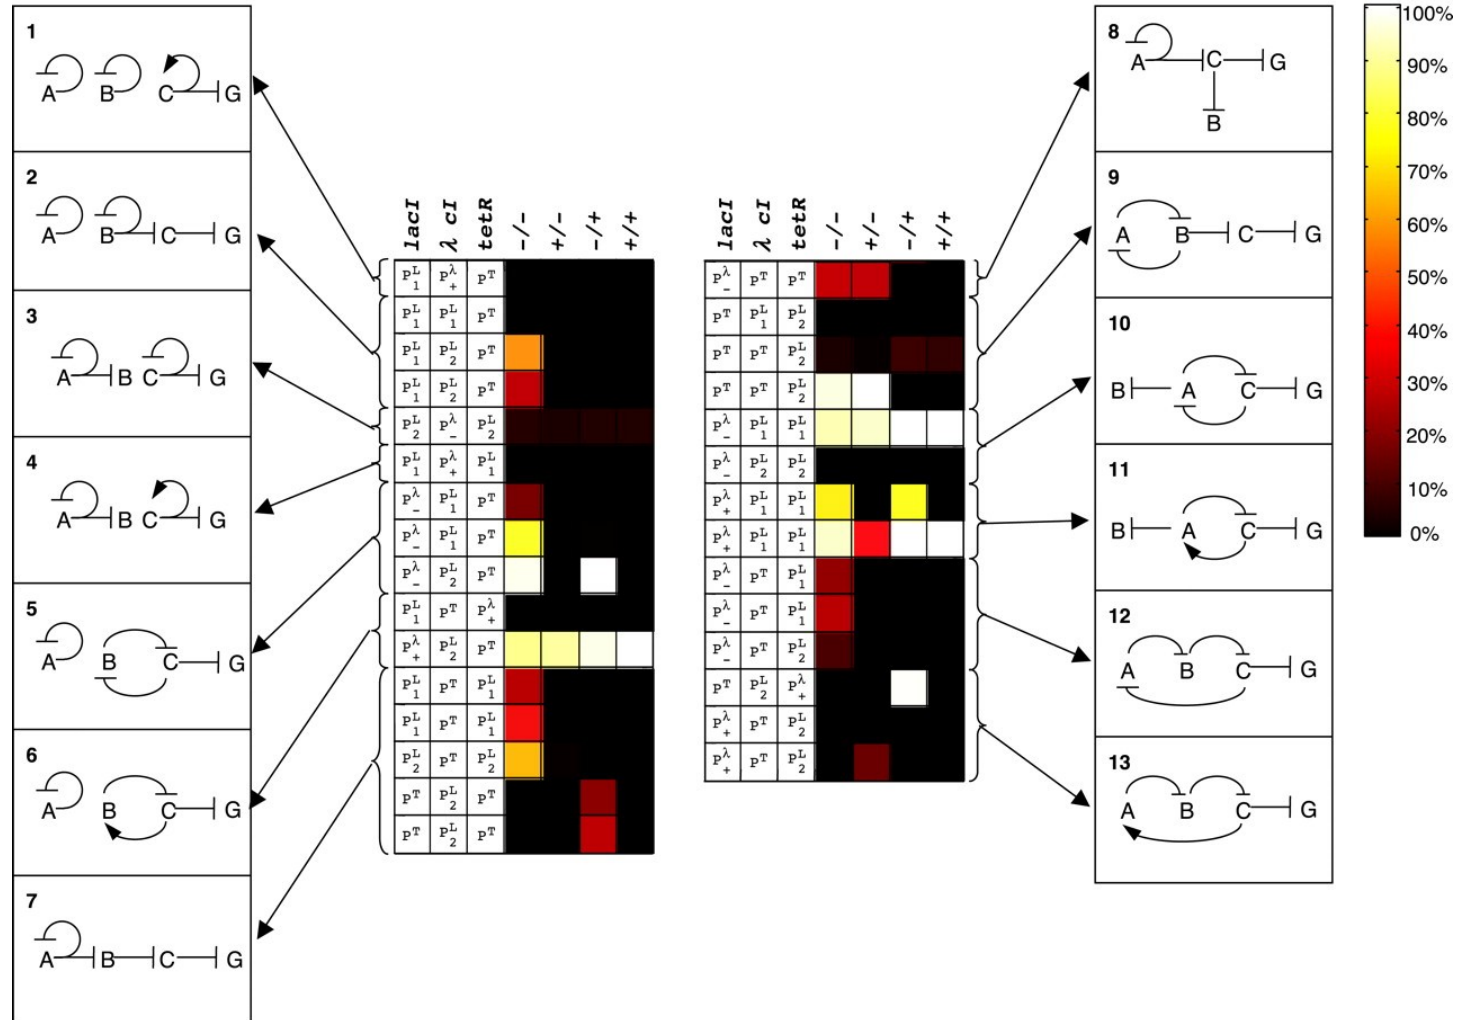 1
A B C G
2
A B C G
3
A B C G
4
A B C G
5
A B C G
6
A B C G
7
A B C G
lacI λ cI tetR -/- +/- -/+ +/+
P^L_1 P^λ_+ P^T
P^L_1 P^L_1 P^T
P^L_1 P^L_2 P^T
P^L_1 P^L_2 P^T
P^L_2 P^λ_- P^L_2
P^L_1 P^λ_+ P^L_1
P^λ_- P^L_1 P^T
P^λ_- P^L_1 P^T
P^λ_- P^L_2 P^T
P^L_1 P^T P^λ_+
P^λ_+ P^L_2 P^T
P^L_1 P^T P^L_1
P^L_1 P^T P^L_1
P^L_2 P^T P^L_2
P^T P^L_2 P^T
P^T P^L_2 P^T
lacI λ cI tetR -/- +/- -/+ +/+
P^λ_- P^T P^T
P^T P^L_1 P^L_2
P^T P^T P^L_2
P^T P^T P^L_2
P^λ_- P^L_1 P^L_1
P^λ_- P^L_2 P^L_2
P^λ_+ P^L_1 P^L_1
P^λ_+ P^L_1 P^L_1
P^λ_- P^T P^L_1
P^λ_- P^T P^L_1
P^λ_- P^T P^L_2
P^T P^L_2 P^λ_+
P^λ_+ P^T P^L_2
P^λ_+ P^T P^L_2
8
A C G
B
9
A B C G
10
B A C G
11
B A C G
12
A B C G
13
A B C G
100%
90%
80%
70%
60%
50%
40%
30%
20%
10%
0%